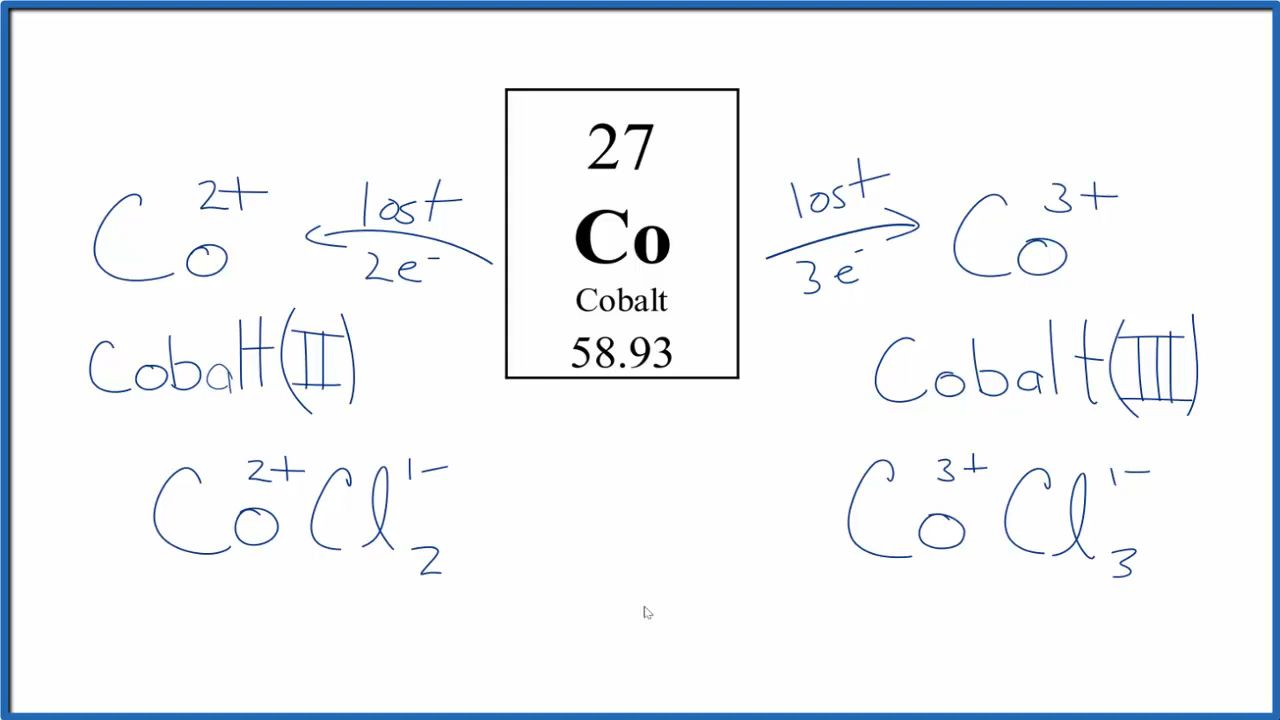 27
Co
Cobalt
58.93
Co²⁺
lost
2e⁻
Cobalt(II)
Co²⁺Cl¹⁻₂
lost
3e⁻
Co³⁺
Cobalt(III)
Co³⁺Cl¹⁻₃